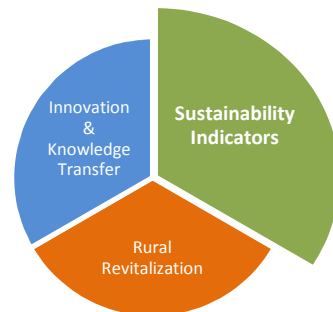 Innovation
&
Knowledge
Transfer
Sustainability
Indicators
Rural
Revitalization